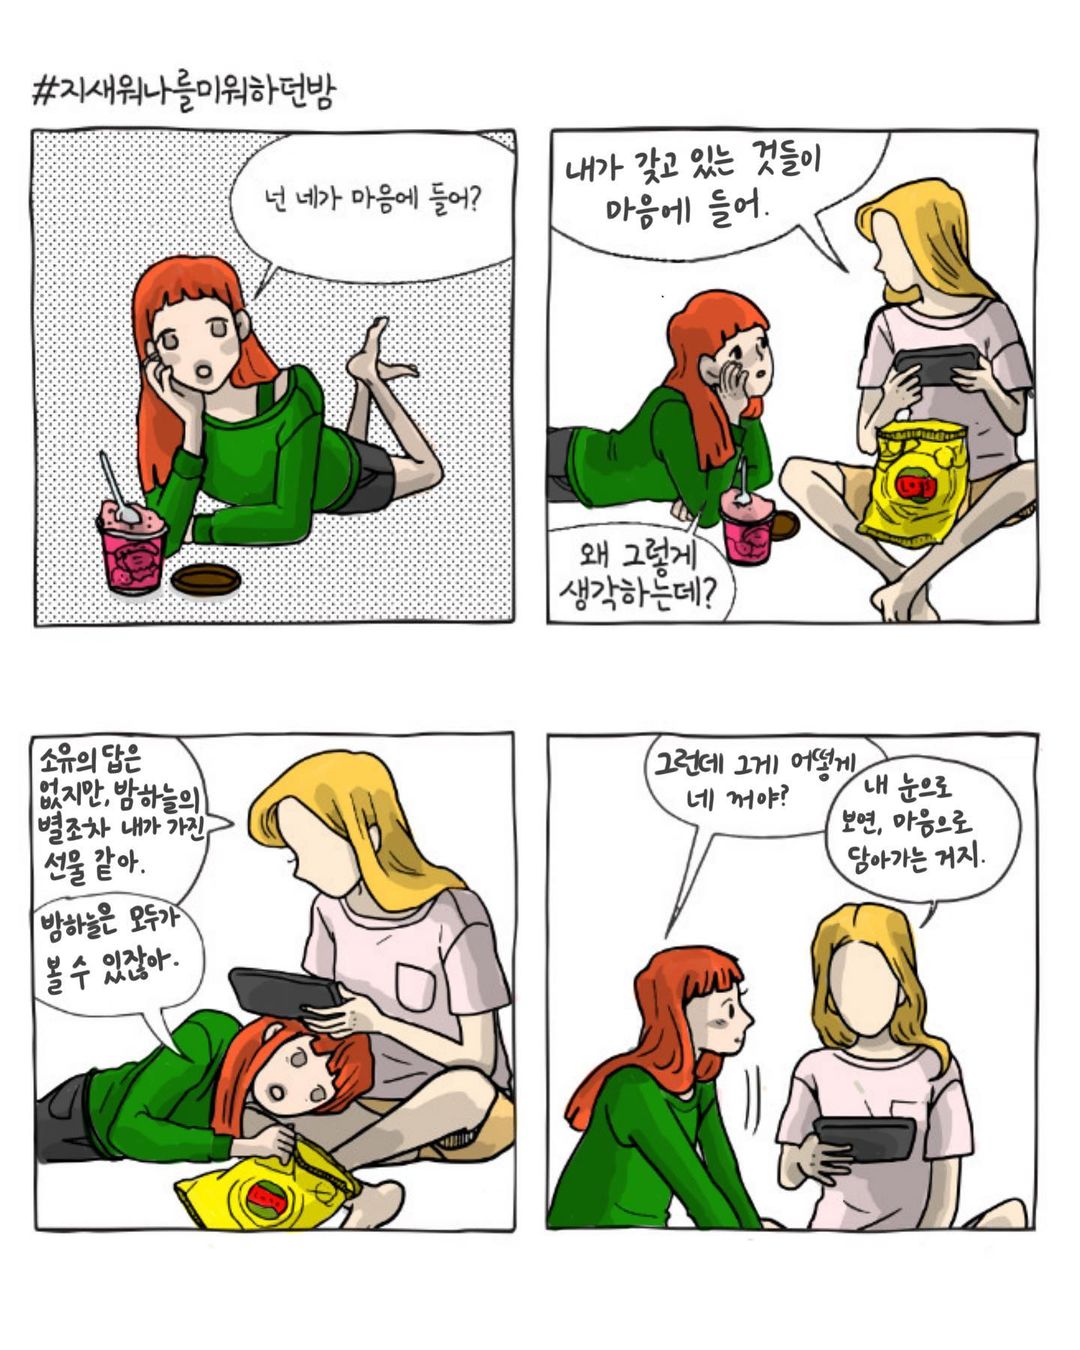 #지새워나를미워하던밤
넌 네가 마음에 들어?
내가 갖고 있는 것들이
마음에 들어.
왜 그렇게
생각하는데?
소유의 답은
없지만, 밤하늘의
별조차 내가 가진
선물 같아.
밤하늘은 모두가
볼 수 있잖아.
그런데 그게 어떻게
네 꺼야?
내 눈으로
보연, 마음으로
담아가는 거지.